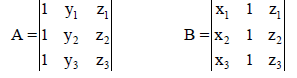 A = |1 y₁ z₁| B = |x₁ 1 z₁|
|1 y₂ z₂| |x₂ 1 z₂|
|1 y₃ z₃| |x₃ 1 z₃|